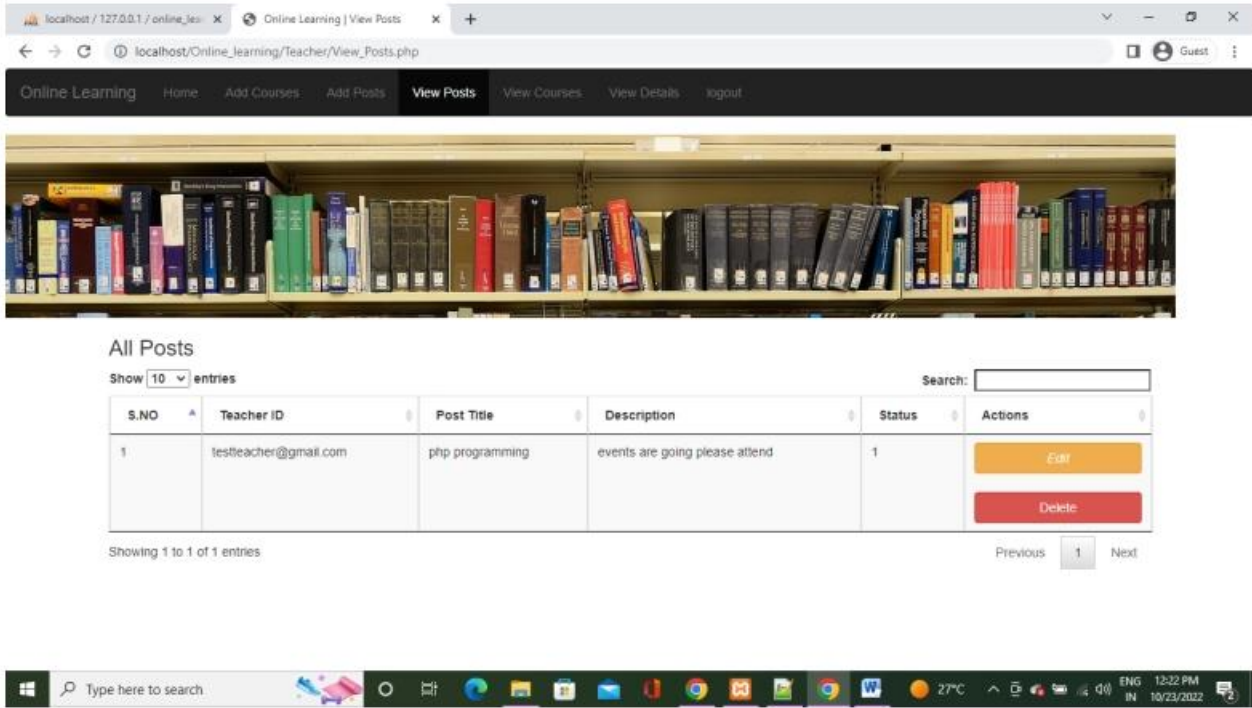 localhost / 127.0.0.1 / online_lea
Online Learning | View Posts
localhost/Online_learning/Teacher/View_Posts.php
Guest
Online Learning Home Add Courses Add Posts View Posts View Courses View Details logout
All Posts
Show 10 entries
Search:
S.NO Teacher ID Post Title Description Status Actions
1 testteacher@gmail.com php programming events are going please attend 1 Edit
Delete
Showing 1 to 1 of 1 entries
Previous 1 Next
Type here to search
27°C
ENG 12:22 PM
IN 10/23/2022
2